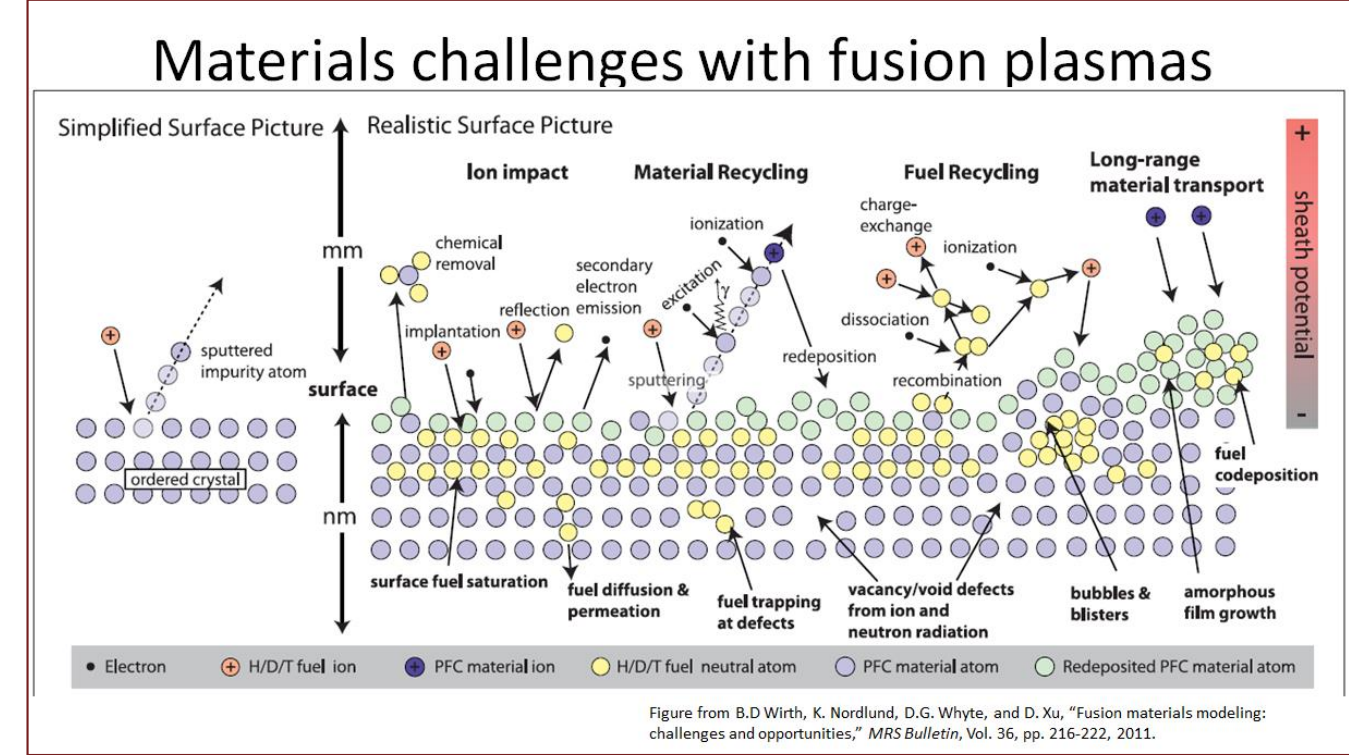 Materials challenges with fusion plasmas
Simplified Surface Picture
Realistic Surface Picture
Ion impact
Material Recycling
Fuel Recycling
Long-range
material transport
+
sheath potential
-
mm
surface
nm
+
sputtered
impurity atom
ordered crystal
chemical
removal
implantation
+
reflection
+
secondary
electron
emission
ionization
+
excitation
γ
+
sputtering
redeposition
charge-
exchange
+
+
ionization
+
dissociation
recombination
+
+
fuel
codeposition
surface fuel saturation
fuel diffusion &
permeation
fuel trapping
at defects
vacancy/void defects
from ion and
neutron radiation
bubbles &
blisters
amorphous
film growth
Electron
+ H/D/T fuel ion
+ PFC material ion
H/D/T fuel neutral atom
PFC material atom
Redeposited PFC material atom
Figure from B.D Wirth, K. Nordlund, D.G. Whyte, and D. Xu, “Fusion materials modeling:
challenges and opportunities,” MRS Bulletin, Vol. 36, pp. 216-222, 2011.